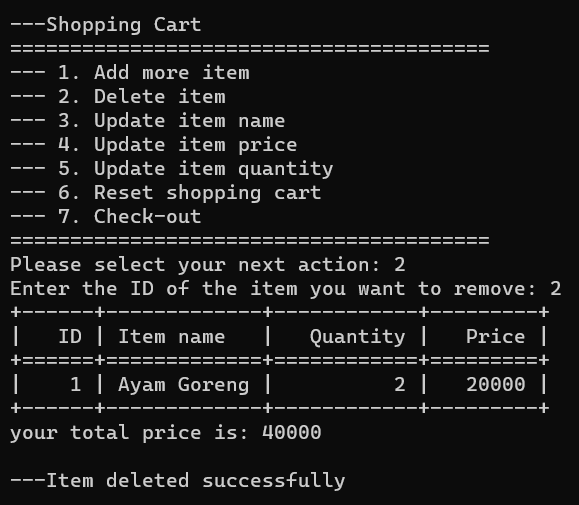 ---Shopping Cart
========================================
--- 1. Add more item
--- 2. Delete item
--- 3. Update item name
--- 4. Update item price
--- 5. Update item quantity
--- 6. Reset shopping cart
--- 7. Check-out
========================================
Please select your next action: 2
Enter the ID of the item you want to remove: 2
+------+-------------+------------+---------+
|   ID | Item name   |   Quantity |   Price |
+======+=============+============+=========+
|    1 | Ayam Goreng |          2 |   20000 |
+------+-------------+------------+---------+
your total price is: 40000
---Item deleted successfully